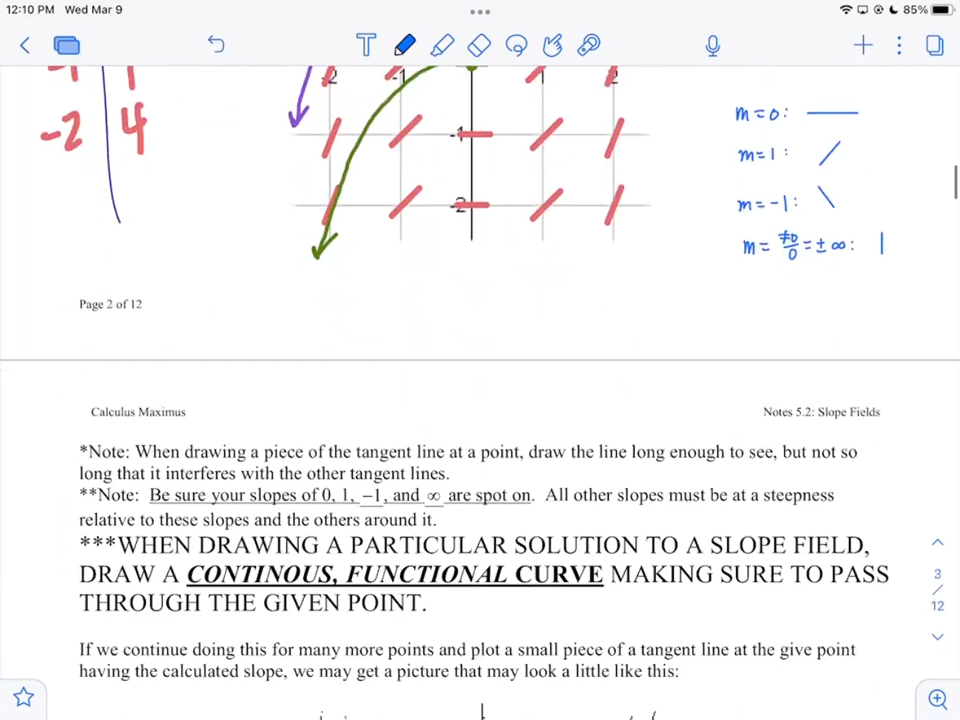 12:10 PM Wed Mar 9
85%
-2 -1 1 2
-2 4
-1
-2
m=0:
m=1:
m=-1:
m= ≠0/0 = ±∞:
Page 2 of 12
Calculus Maximus
Notes 5.2: Slope Fields
*Note: When drawing a piece of the tangent line at a point, draw the line long enough to see, but not so
long that it interferes with the other tangent lines.
**Note: Be sure your slopes of 0, 1, −1, and ∞ are spot on. All other slopes must be at a steepness
relative to these slopes and the others around it.
***WHEN DRAWING A PARTICULAR SOLUTION TO A SLOPE FIELD,
DRAW A CONTINOUS, FUNCTIONAL CURVE MAKING SURE TO PASS
THROUGH THE GIVEN POINT.
3
/
12
If we continue doing this for many more points and plot a small piece of a tangent line at the give point
having the calculated slope, we may get a picture that may look a little like this: